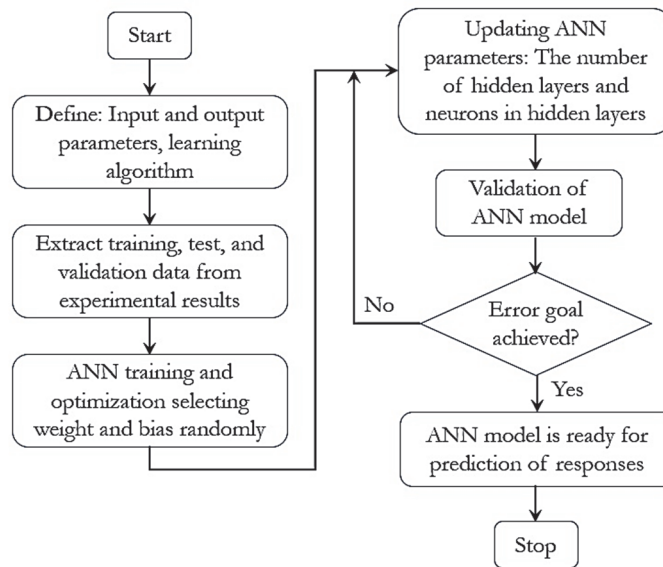 Start
Define: Input and output
parameters, learning
algorithm
Extract training, test, and
validation data from
experimental results
ANN training and
optimization selecting
weight and bias randomly
Updating ANN
parameters: The number
of hidden layers and
neurons in hidden layers
Validation of
ANN model
Error goal
achieved?
No
Yes
ANN model is ready for
prediction of responses
Stop